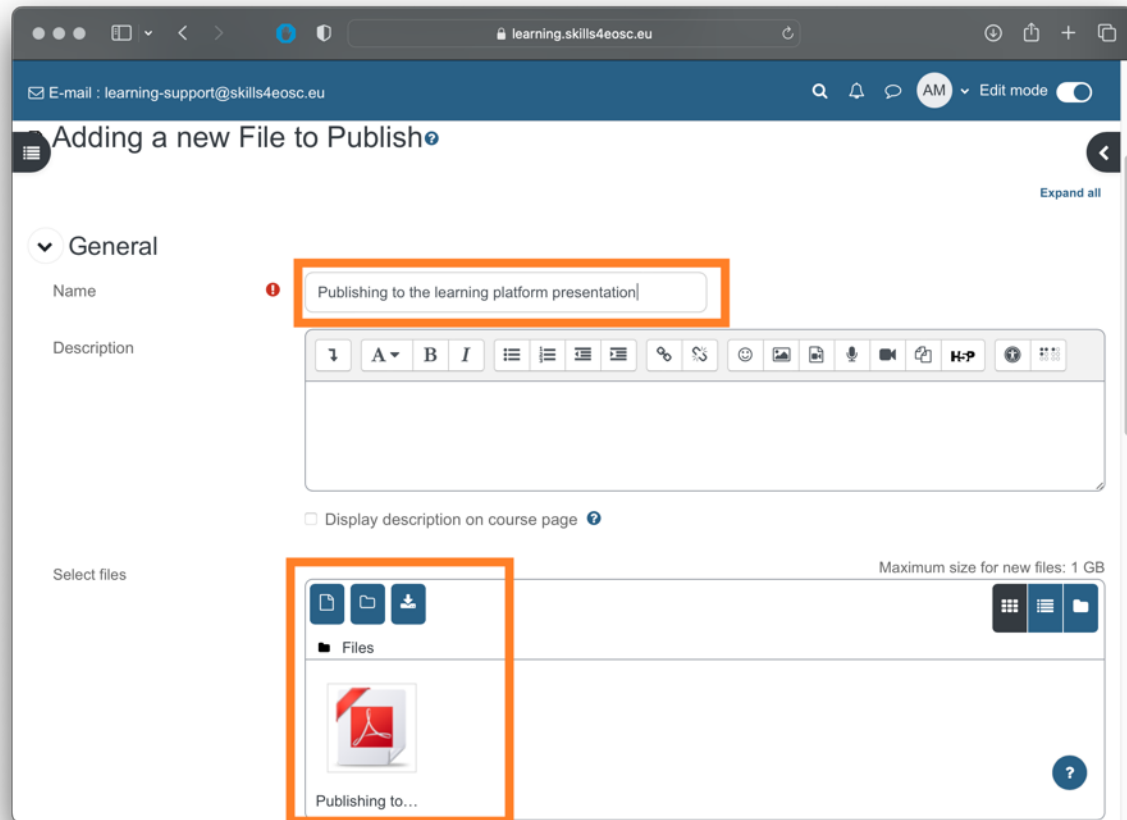 learning.skills4eosc.eu
E-mail : learning-support@skills4eosc.eu
AM
Edit mode
Adding a new File to Publish
Expand all
General
Name
Publishing to the learning platform presentation
Description
A B I
H5P
Display description on course page
Select files
Maximum size for new files: 1 GB
Files
Publishing to...
?